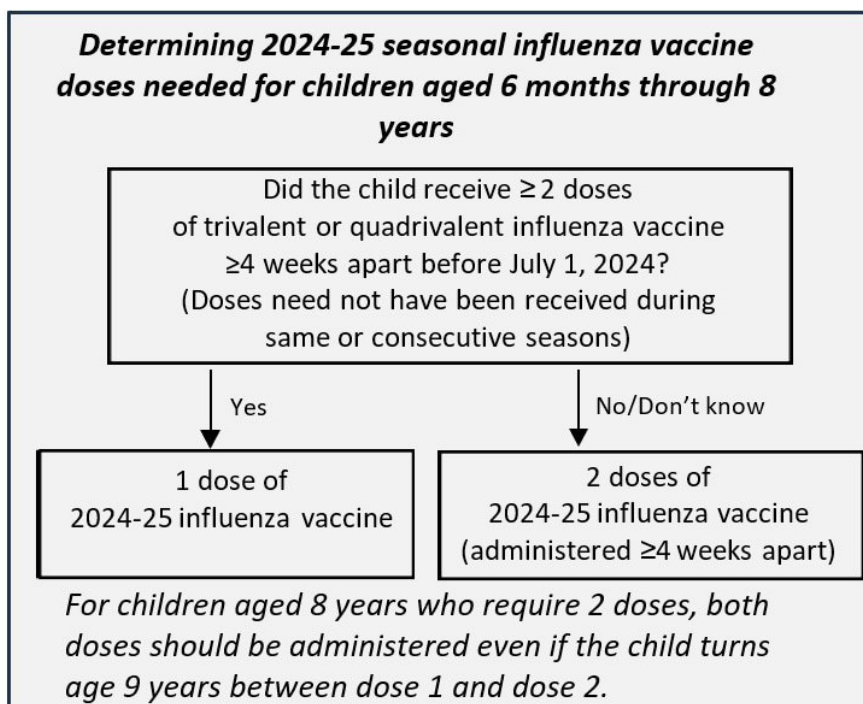 Determining 2024-25 seasonal influenza vaccine
doses needed for children aged 6 months through 8
years
Did the child receive ≥ 2 doses
of trivalent or quadrivalent influenza vaccine
≥4 weeks apart before July 1, 2024?
(Doses need not have been received during
same or consecutive seasons)
Yes
No/Don’t know
1 dose of
2024-25 influenza vaccine
2 doses of
2024-25 influenza vaccine
(administered ≥4 weeks apart)
For children aged 8 years who require 2 doses, both
doses should be administered even if the child turns
age 9 years between dose 1 and dose 2.